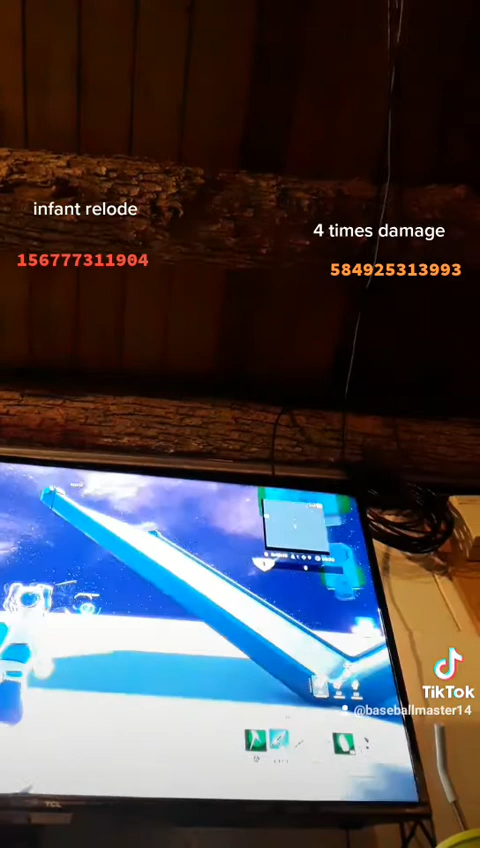 infant relode
4 times damage
156777311904
584925313993
TikTok
@baseballmaster14
TCL